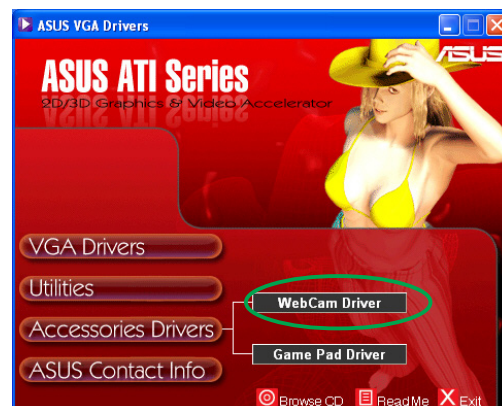 ASUS VGA Drivers
ASUS
ASUS ATI Series
2D/3D Graphics & Video Accelerator
VGA Drivers
Utilities
WebCam Driver
Accessories Drivers
Game Pad Driver
ASUS Contact Info
Browse CD ReadMe X Exit